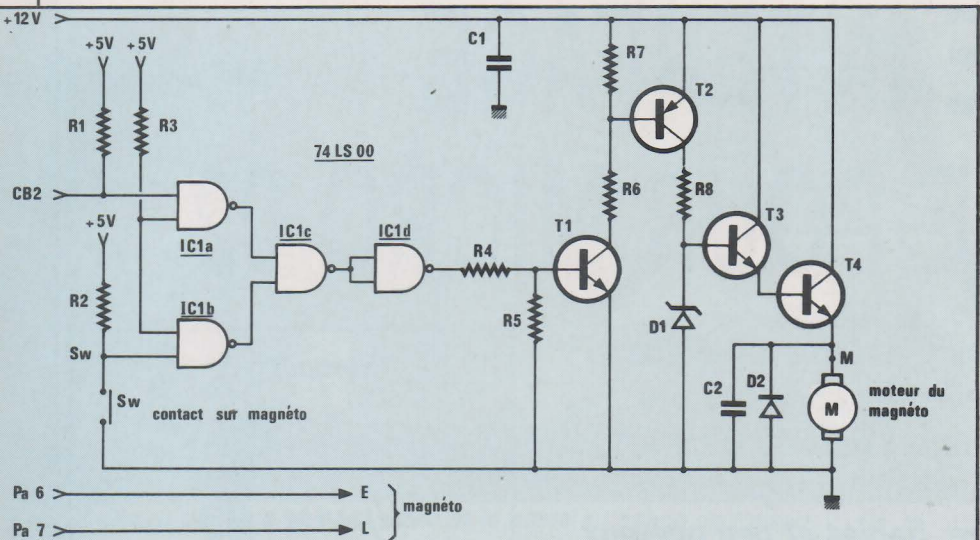 +12V
C1
R7
+5V +5V
T2
R1
R3
74 LS 00
CB2
R6
R8
IC1a
IC1c
IC1d
T1
T3
+5V
R4
T4
R2
IC1b
R5
D1
Sw
M
C2
D2
Sw
contact sur magnéto
M
moteur du
magnéto
Pa 6
E
magnéto
Pa 7
L